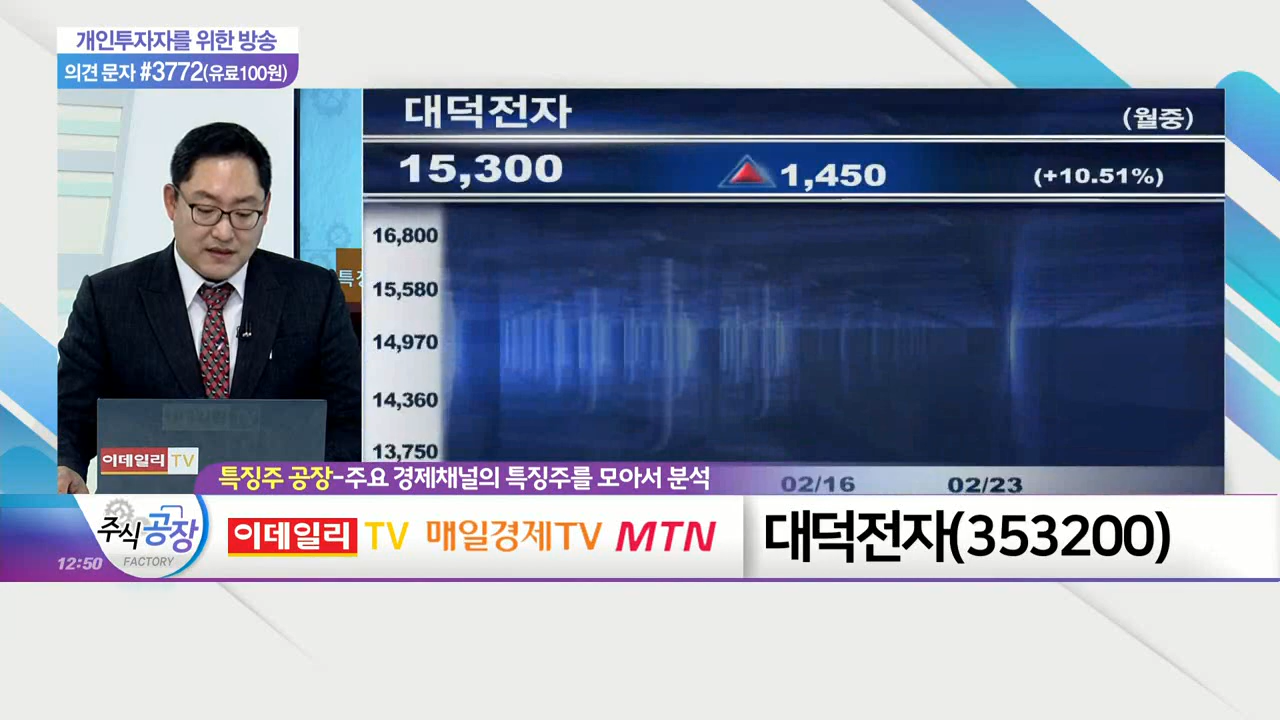 개인투자자를 위한 방송
의견 문자 #3772(유료100원)
대덕전자
(월중)
15,300
1,450
(+10.51%)
16,800
15,580
14,970
14,360
13,750
02/16
02/23
특징
이데일리 TV
특징주 공장-주요 경제채널의 특징주를 모아서 분석
주식공장
FACTORY
12:50
이데일리 TV
매일경제TV
MTN
대덕전자(353200)